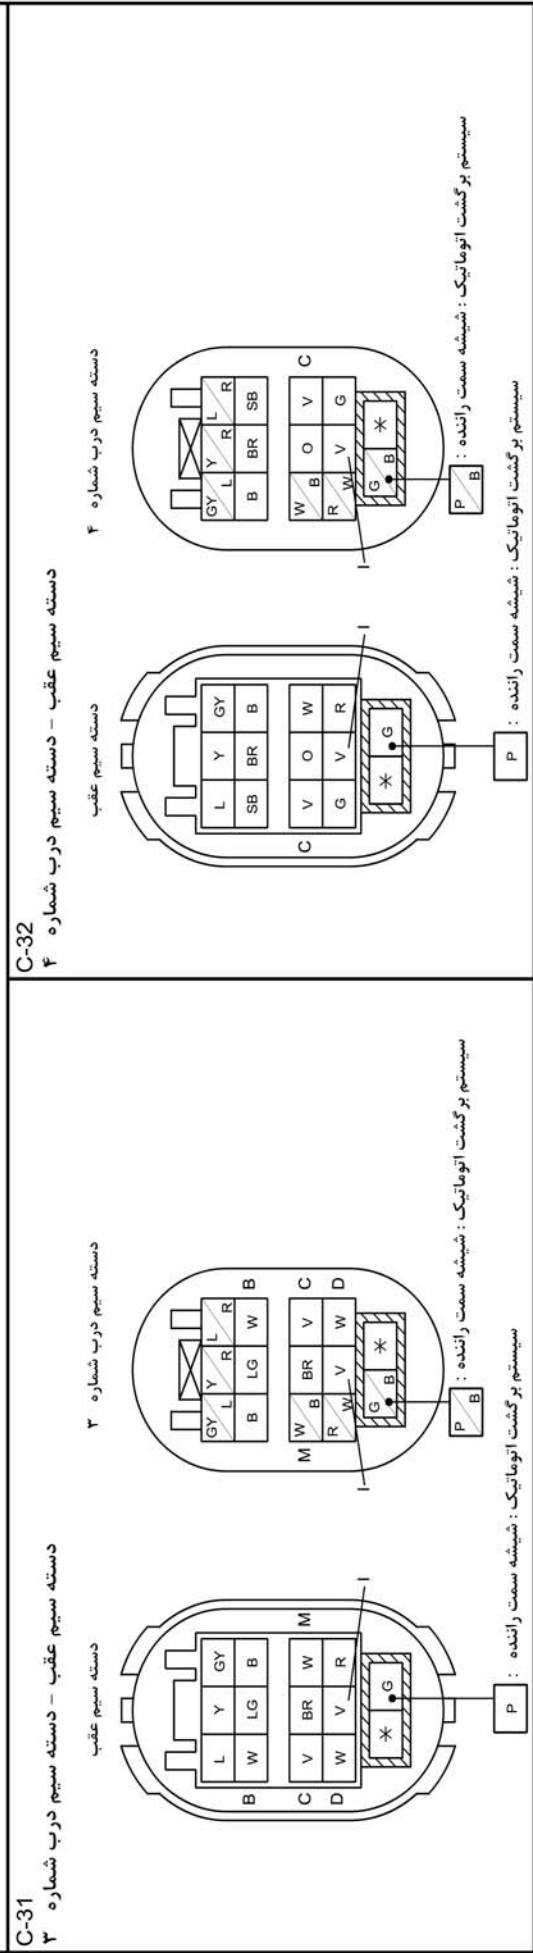 C-31
دسته سیم عقب – دسته سیم درب شماره ۳
دسته سیم عقب
L Y GY
W LG B
B
V BR W
C M
W V R
D
I
* G
P : سیستم برگشت اتوماتیک : شیشه سمت راننده
دسته سیم درب شماره ۳
GY/L Y/R L/R
B LG W
B
W/B BR V
M C
R/W V W
D
I
G/B *
P/B : سیستم برگشت اتوماتیک : شیشه سمت راننده
C-32
دسته سیم عقب – دسته سیم درب شماره ۴
دسته سیم عقب
L Y GY
SB BR B
V O W
C
G V R
I
* G
P : سیستم برگشت اتوماتیک : شیشه سمت راننده
دسته سیم درب شماره ۴
GY/L Y/R L/R
B BR SB
W/B O V
C
R/W V G
I
G/B *
P/B : سیستم برگشت اتوماتیک : شیشه سمت راننده